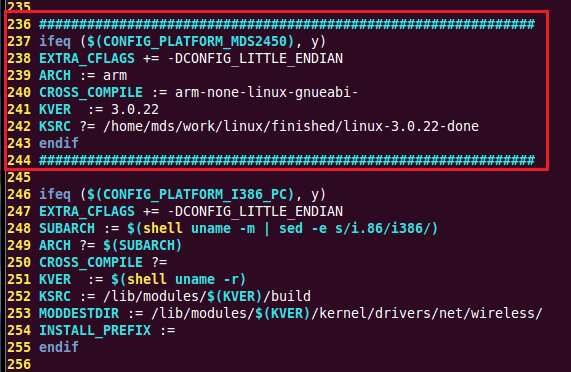 235
236 ##############################################################
237 ifeq ($(CONFIG_PLATFORM_MDS2450), y)
238 EXTRA_CFLAGS += -DCONFIG_LITTLE_ENDIAN
239 ARCH := arm
240 CROSS_COMPILE := arm-none-linux-gnueabi-
241 KVER  := 3.0.22
242 KSRC ?= /home/mds/work/linux/finished/linux-3.0.22-done
243 endif
244 ##############################################################
245
246 ifeq ($(CONFIG_PLATFORM_I386_PC), y)
247 EXTRA_CFLAGS += -DCONFIG_LITTLE_ENDIAN
248 SUBARCH := $(shell uname -m | sed -e s/i.86/i386/)
249 ARCH ?= $(SUBARCH)
250 CROSS_COMPILE ?=
251 KVER  := $(shell uname -r)
252 KSRC := /lib/modules/$(KVER)/build
253 MODDESTDIR := /lib/modules/$(KVER)/kernel/drivers/net/wireless/
254 INSTALL_PREFIX :=
255 endif
256